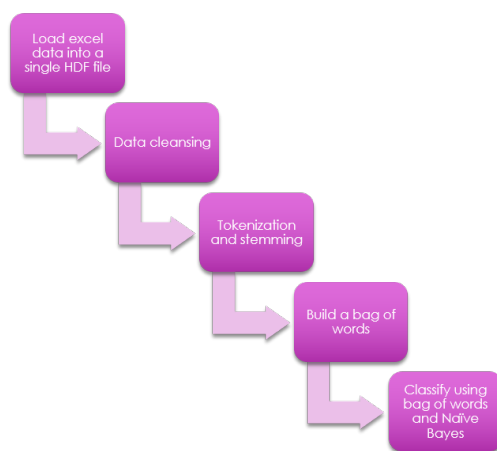 Load excel
data into a
single HDF file
Data cleansing
Tokenization
and stemming
Build a bag of
words
Classify using
bag of words
and Naïve
Bayes